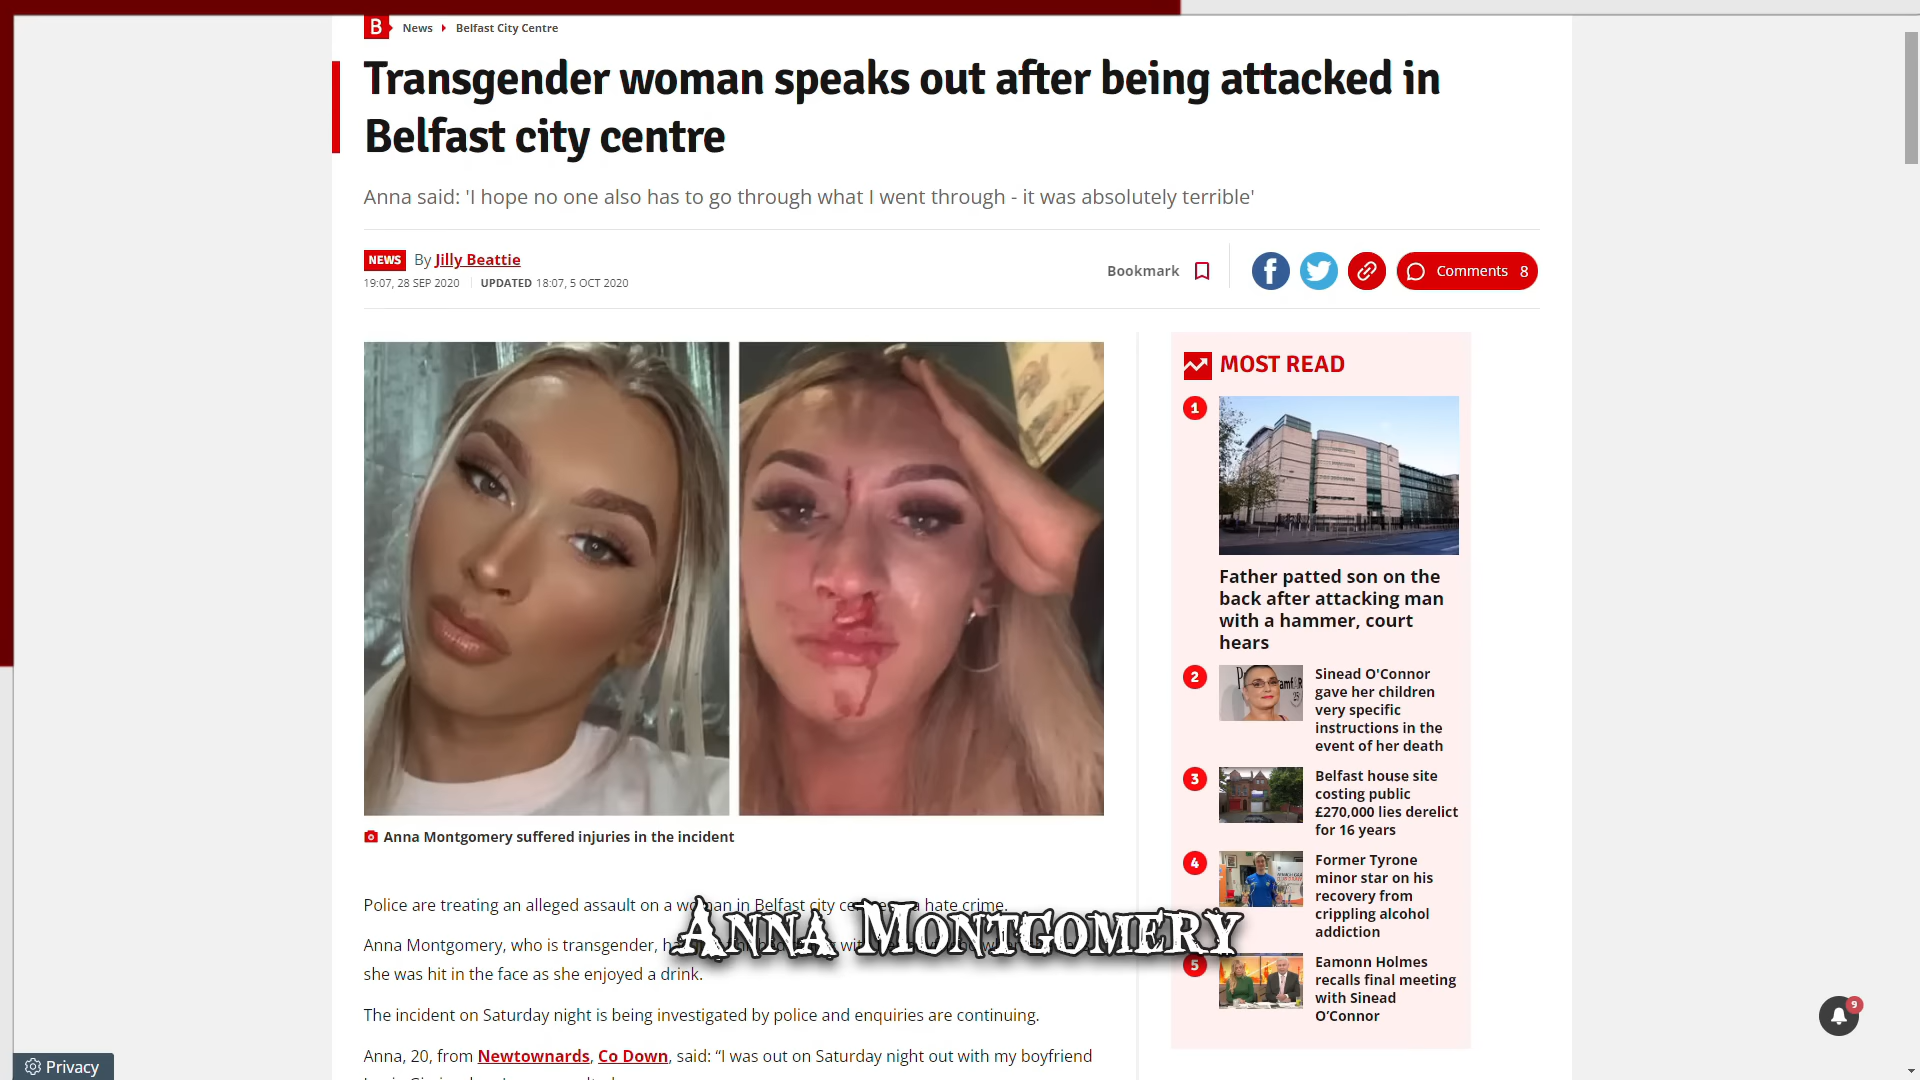 B News Belfast City Centre
Transgender woman speaks out after being attacked in
Belfast city centre
Anna said: 'I hope no one also has to go through what I went through - it was absolutely terrible'
NEWS By Jilly Beattie
19:07, 28 SEP 2020 UPDATED 18:07, 5 OCT 2020
Bookmark
Comments 8
Anna Montgomery suffered injuries in the incident
Police are treating an alleged assault on a woman in Belfast city hate crime.
Anna Montgomery, who is transgender,
she was hit in the face as she enjoyed a drink.
Anna Montgomery
The incident on Saturday night is being investigated by police and enquiries are continuing.
Anna, 20, from Newtownards, Co Down, said: “I was out on Saturday night out with my boyfriend
MOST READ
1
Father patted son on the
back after attacking man
with a hammer, court
hears
2
Sinead O'Connor
gave her children
very specific
instructions in the
event of her death
3
Belfast house site
costing public
£270,000 lies derelict
for 16 years
4
Former Tyrone
minor star on his
recovery from
crippling alcohol
addiction
5
Eamonn Holmes
recalls final meeting
with Sinead
O’Connor
9
Privacy